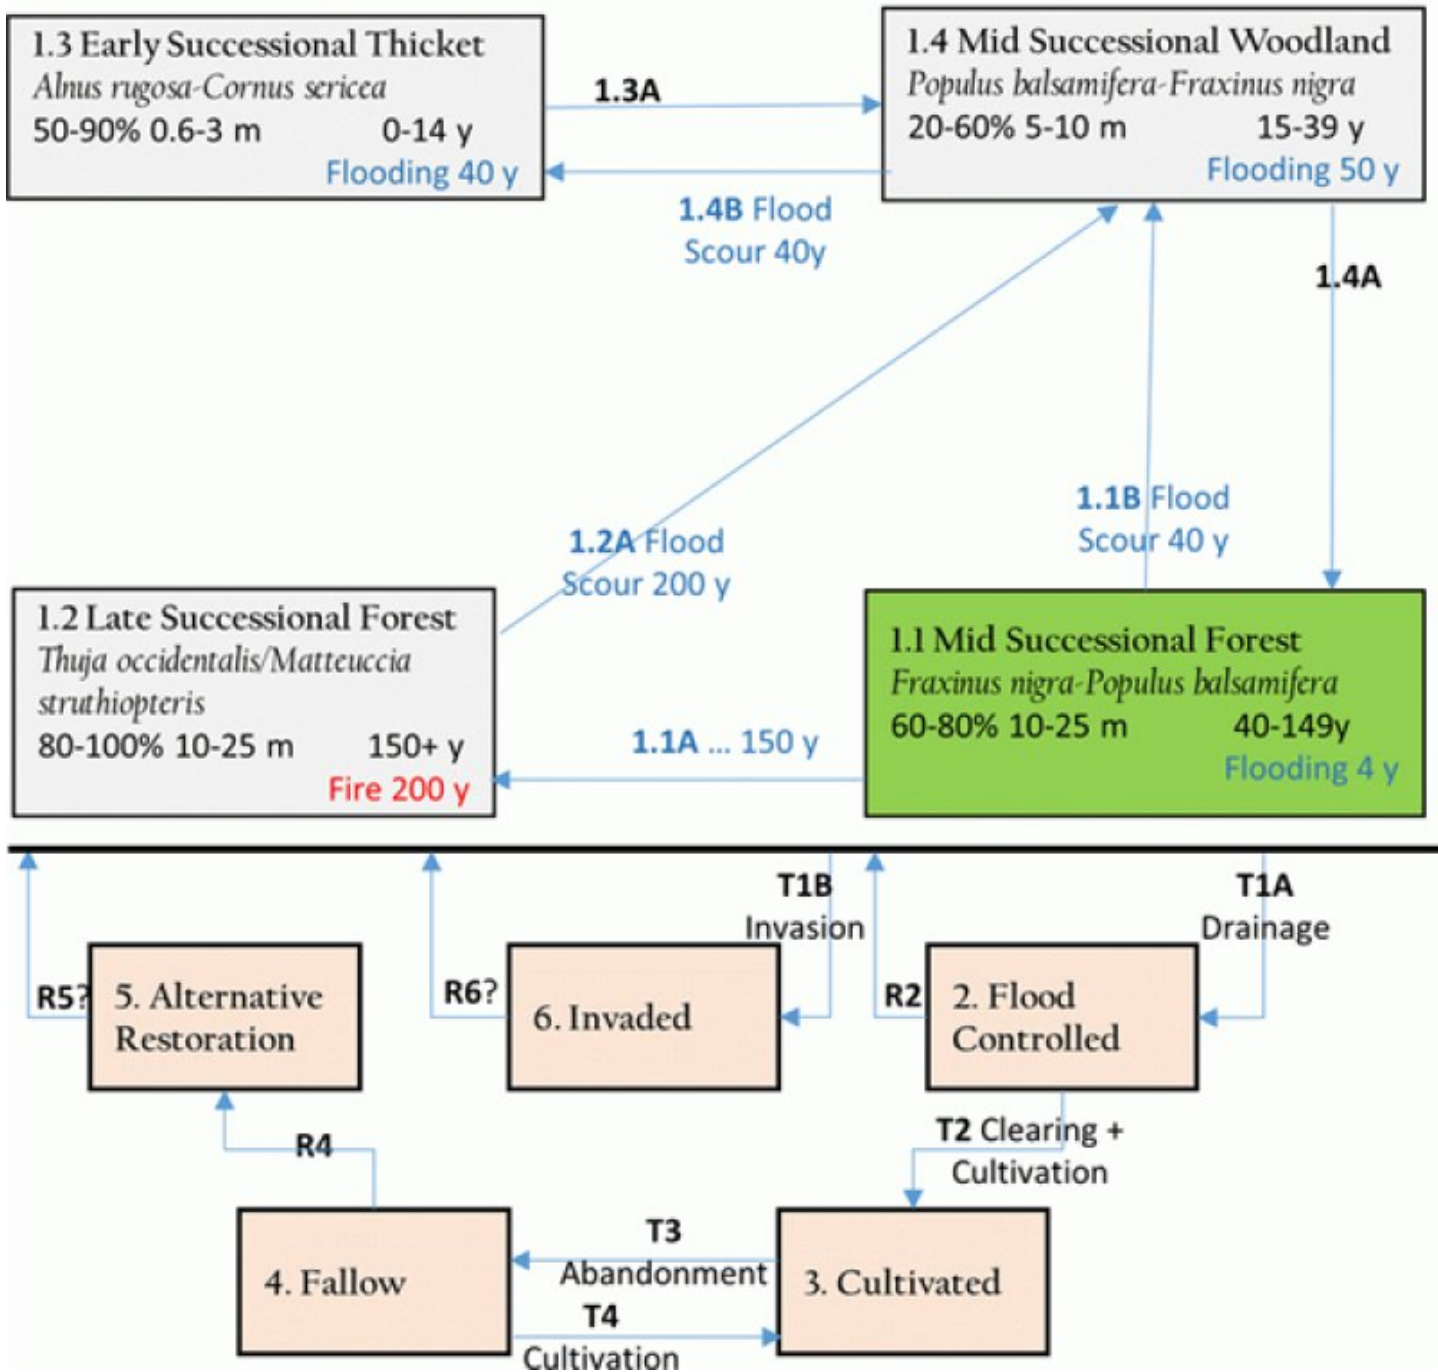 1.3 Early Successional Thicket
Alnus rugosa-Cornus sericea
50-90% 0.6-3 m 0-14 y
Flooding 40 y
1.3A
1.4B Flood
Scour 40y
1.4 Mid Successional Woodland
Populus balsamifera-Fraxinus nigra
20-60% 5-10 m 15-39 y
Flooding 50 y
1.4A
1.2A Flood
Scour 200 y
1.1B Flood
Scour 40 y
1.2 Late Successional Forest
Thuja occidentalis/Matteuccia
struthiopteris
80-100% 10-25 m 150+ y
Fire 200 y
1.1A ... 150 y
1.1 Mid Successional Forest
Fraxinus nigra-Populus balsamifera
60-80% 10-25 m 40-149y
Flooding 4 y
T1B
Invasion
T1A
Drainage
R5?
5. Alternative
Restoration
R6?
6. Invaded
R2
2. Flood
Controlled
R4
T2 Clearing +
Cultivation
4. Fallow
T3
Abandonment
T4
Cultivation
3. Cultivated